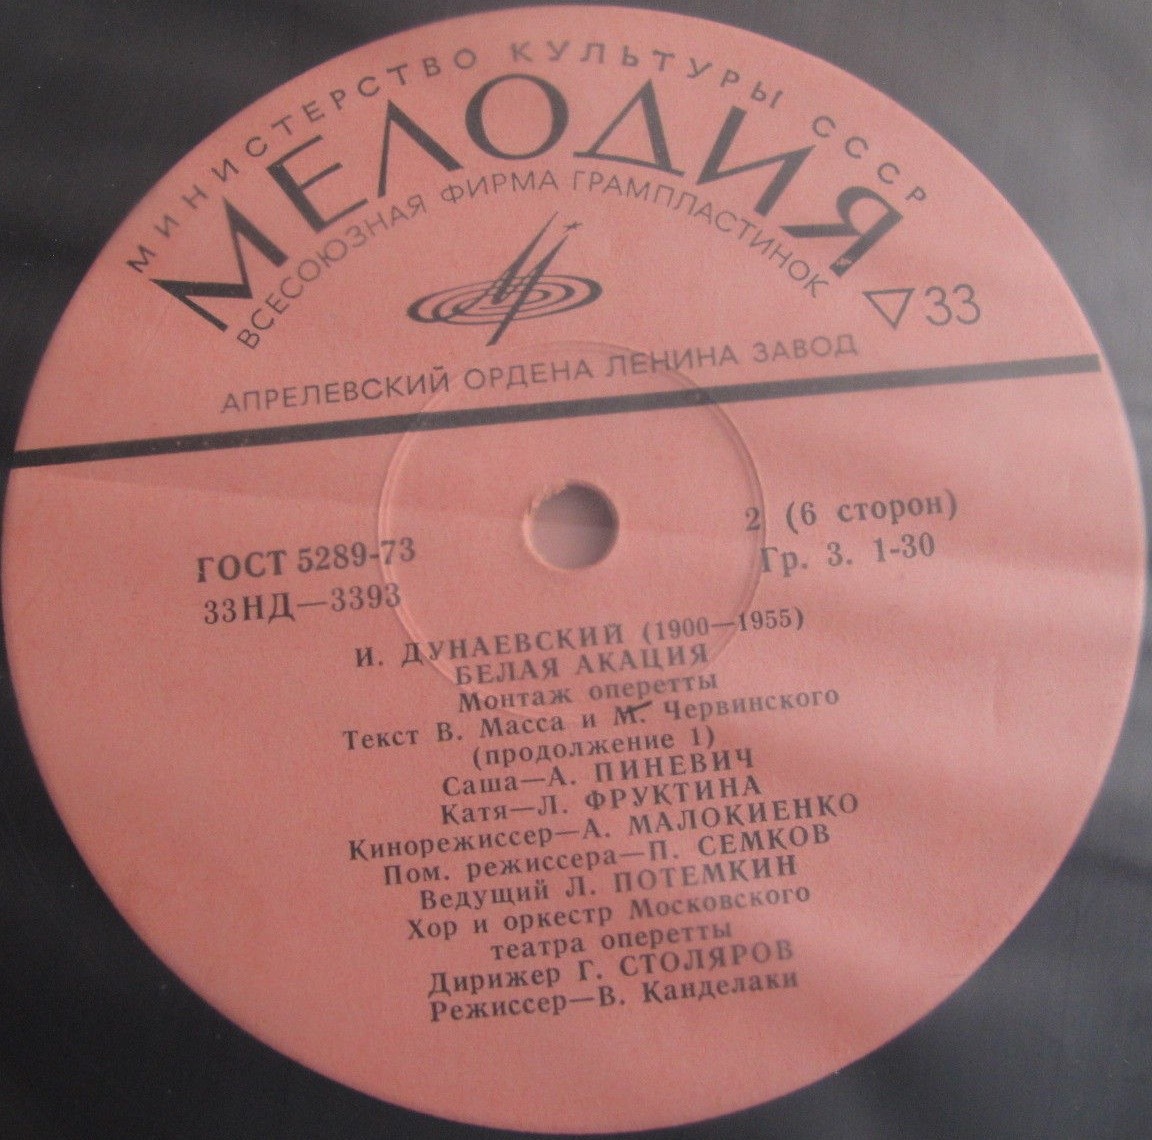 МИНИСТЕРСТВО КУЛЬТУРЫ СССР
МЕЛОДИЯ
ВСЕСОЮЗНАЯ ФИРМА ГРАМПЛАСТИНОК
▽33
АПРЕЛЕВСКИЙ ОРДЕНА ЛЕНИНА ЗАВОД
2 (6 сторон)
ГОСТ 5289-73
Гр. 3. 1-30
33НД—3393
И. ДУНАЕВСКИЙ (1900—1955)
БЕЛАЯ АКАЦИЯ
Монтаж оперетты
Текст В. Масса и М. Червинского
(продолжение 1)
Саша—А. ПИНЕВИЧ
Катя—Л. ФРУКТИНА
Кинорежиссер—А. МАЛОКИЕНКО
Пом. режиссера—П. СЕМКОВ
Ведущий Л. ПОТЕМКИН
Хор и оркестр Московского
театра оперетты
Дирижер Г. СТОЛЯРОВ
Режиссер—В. Канделаки